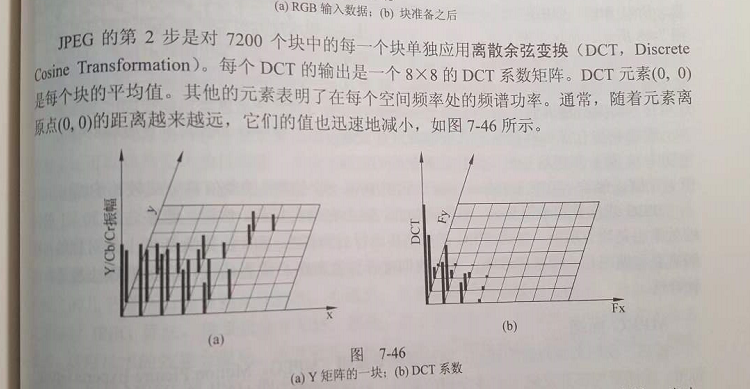 (a) RGB 输入数据；(b) 块准备之后
JPEG 的第 2 步是对 7200 个块中的每一个块单独应用离散余弦变换（DCT，Discrete
Cosine Transformation）。每个 DCT 的输出是一个 8×8 的 DCT 系数矩阵。DCT 元素(0, 0)
是每个块的平均值。其他的元素表明了在每个空间频率处的频谱功率。通常，随着元素离
原点(0, 0)的距离越来越远，它们的值也迅速地减小，如图 7-46 所示。
Y/Cb/Cr振幅
y
x
(a)
DCT
Fy
Fx
(b)
图 7-46
(a) Y 矩阵的一块；(b) DCT 系数